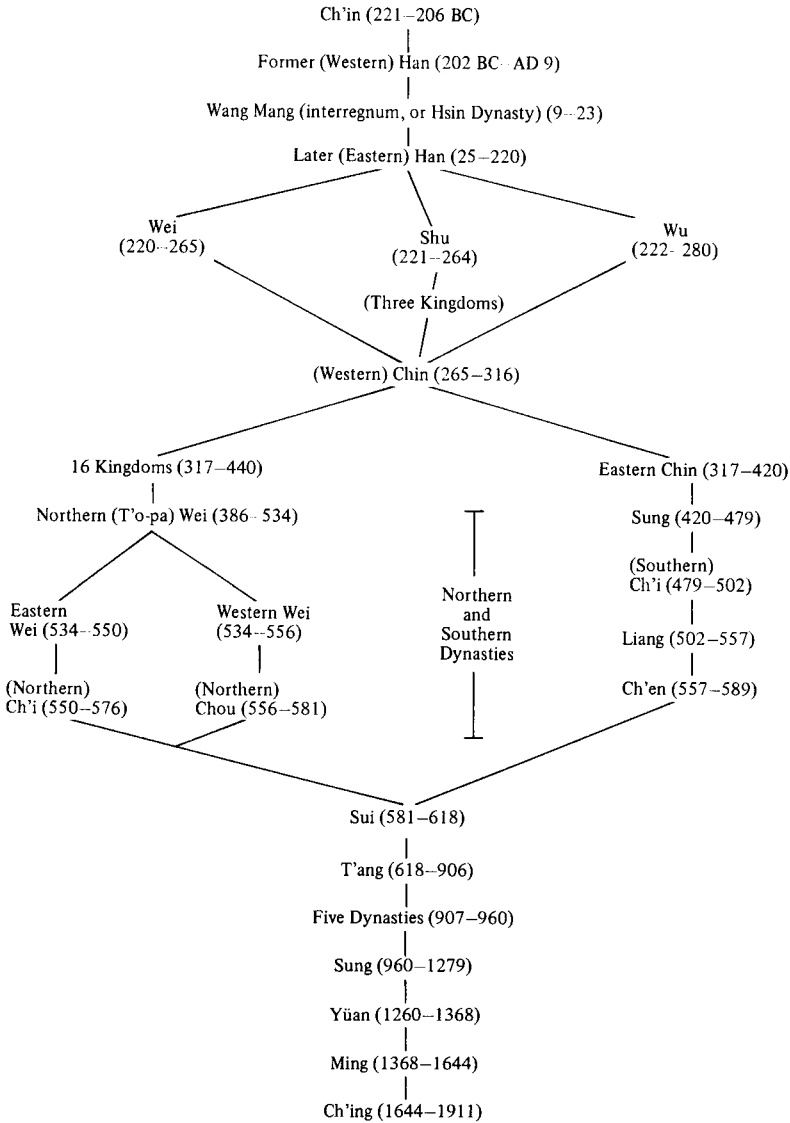 Ch'in (221–206 BC)
Former (Western) Han (202 BC–AD 9)
Wang Mang (interregnum, or Hsin Dynasty) (9–23)
Later (Eastern) Han (25–220)
Wei
(220–265)
Shu
(221–264)
Wu
(222–280)
(Three Kingdoms)
(Western) Chin (265–316)
16 Kingdoms (317–440)
Eastern Chin (317–420)
Northern (T'o-pa) Wei (386–534)
Sung (420–479)
(Southern)
Ch'i (479–502)
Northern
and
Southern
Dynasties
Eastern
Wei (534–550)
Western Wei
(534–556)
Liang (502–557)
(Northern)
Ch'i (550–576)
(Northern)
Chou (556–581)
Ch'en (557–589)
Sui (581–618)
T'ang (618–906)
Five Dynasties (907–960)
Sung (960–1279)
Yüan (1260–1368)
Ming (1368–1644)
Ch'ing (1644–1911)